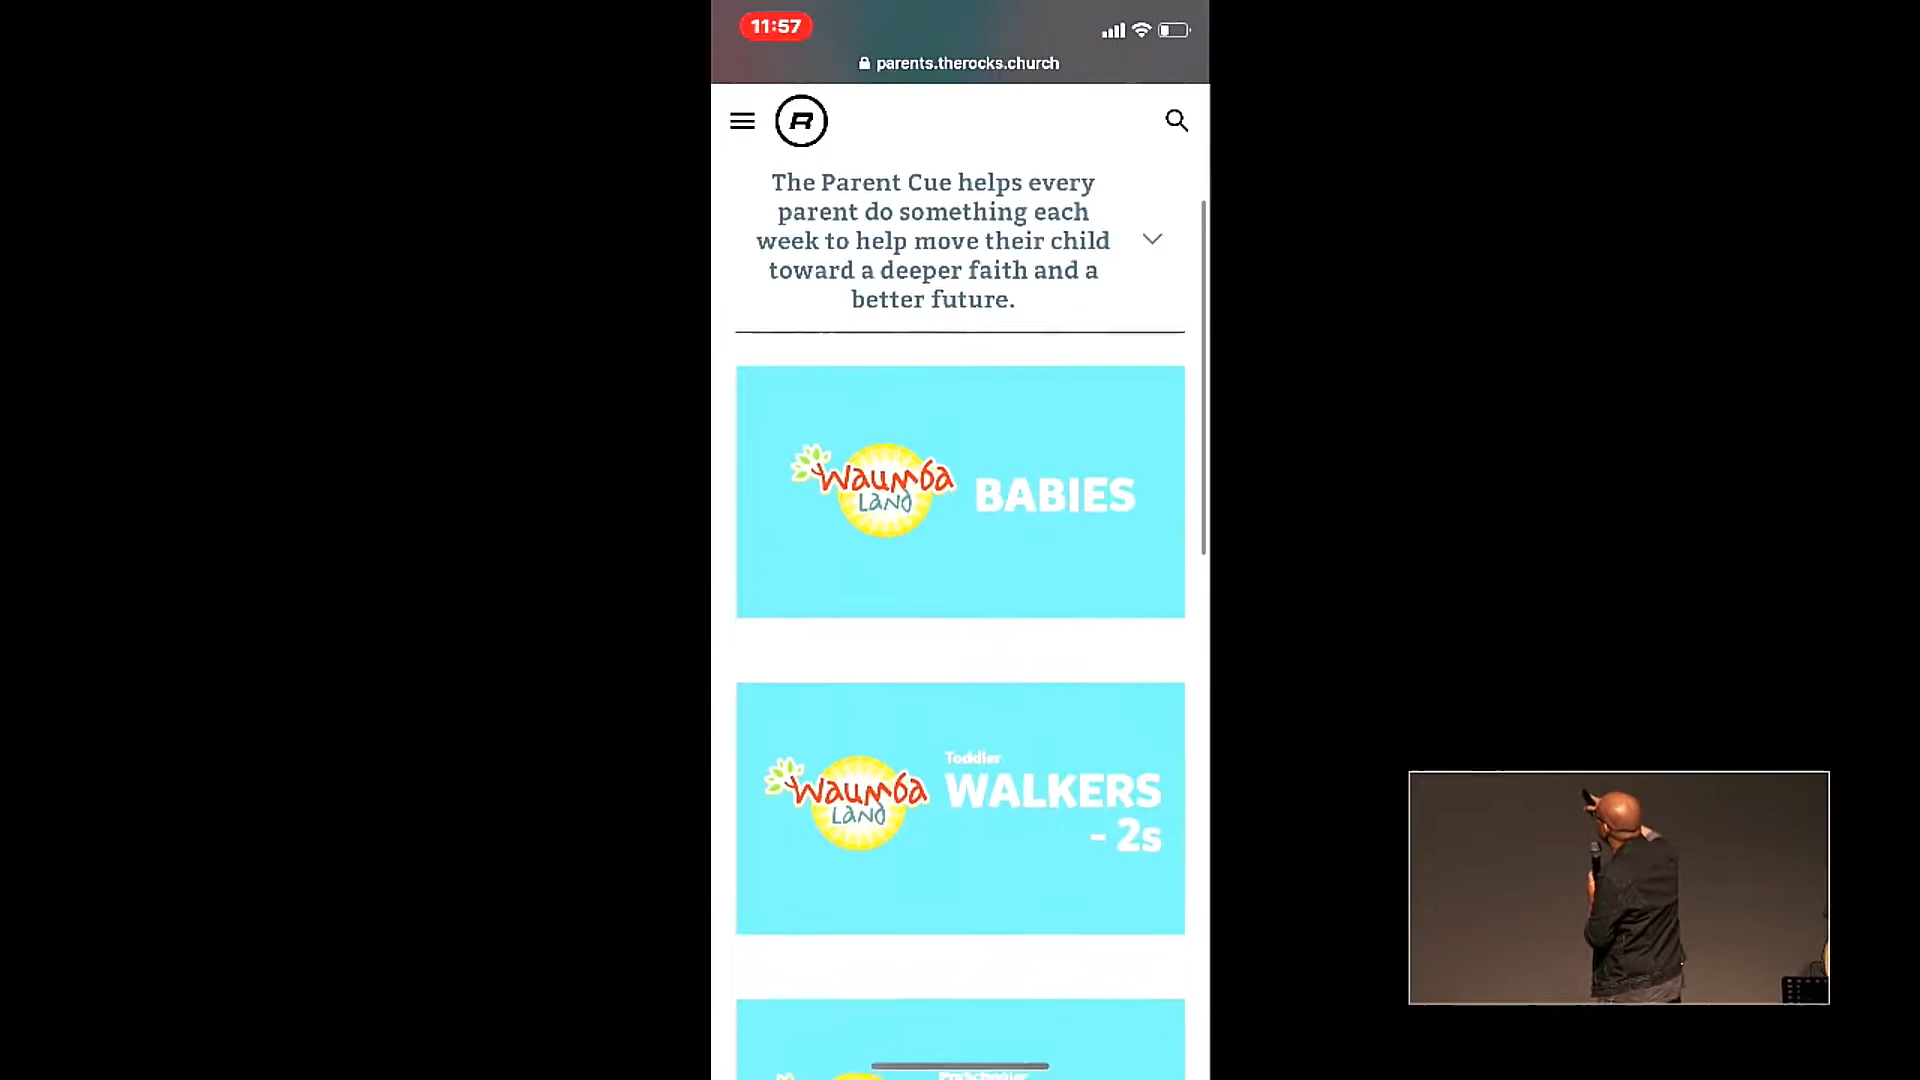 11:57
parents.therocks.church
R
The Parent Cue helps every
parent do something each
week to help move their child
toward a deeper faith and a
better future.
Waumba
Land
BABIES
Waumba
Land
Toddler
WALKERS
- 2s
Preschooler